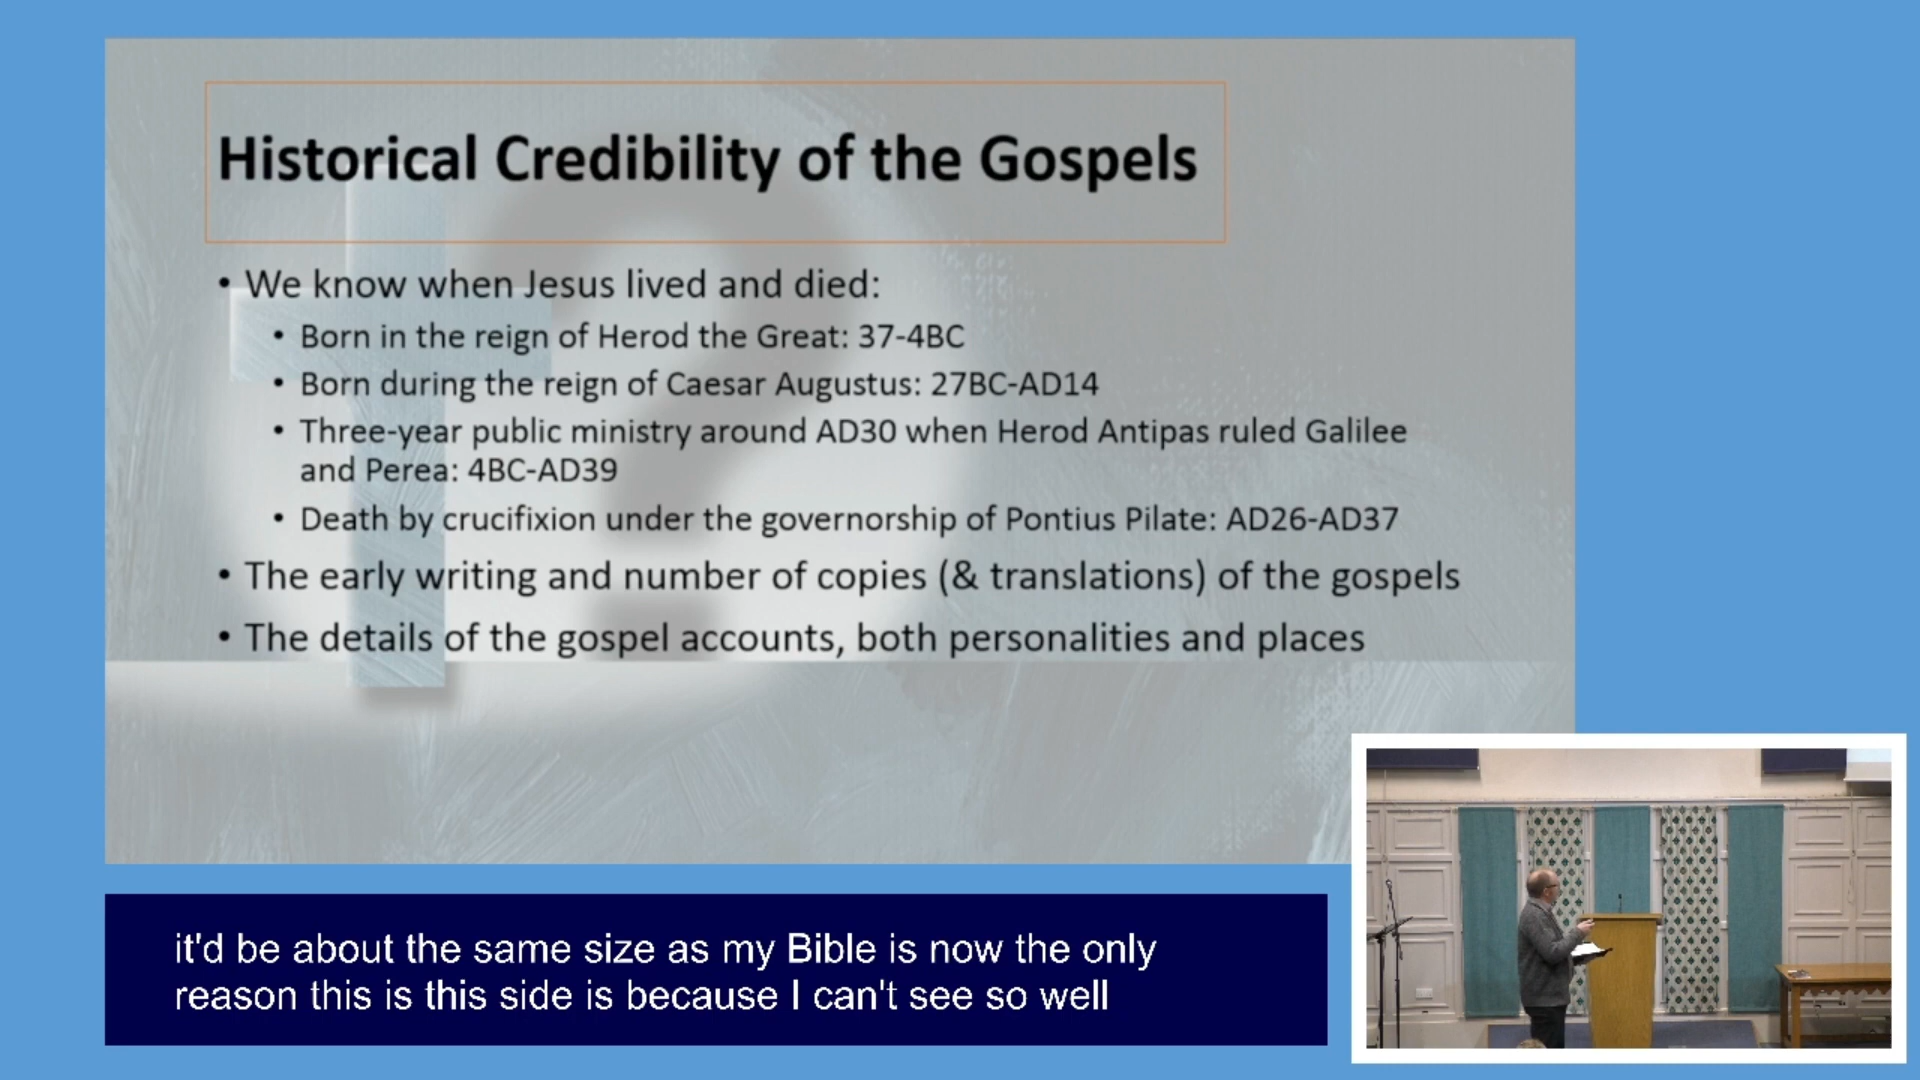 Historical Credibility of the Gospels
• We know when Jesus lived and died:
• Born in the reign of Herod the Great: 37-4BC
• Born during the reign of Caesar Augustus: 27BC-AD14
• Three-year public ministry around AD30 when Herod Antipas ruled Galilee
and Perea: 4BC-AD39
• Death by crucifixion under the governorship of Pontius Pilate: AD26-AD37
• The early writing and number of copies (& translations) of the gospels
• The details of the gospel accounts, both personalities and places
it'd be about the same size as my Bible is now the only
reason this is this side is because I can't see so well